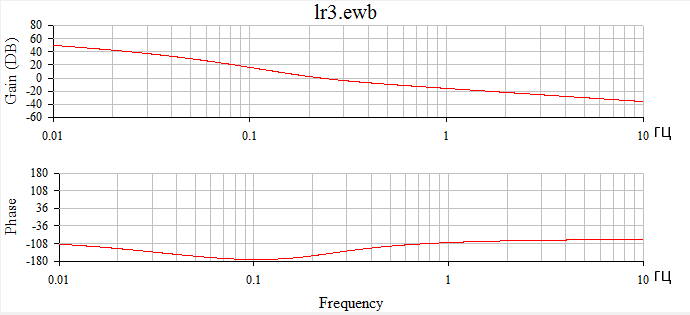 lr3.ewb
Gain (DB)
80
60
40
20
0
-20
-40
-60
0.01 0.1 1 10 гц
Phase
180
108
36
-36
-108
-180
0.01 0.1 1 10 гц
Frequency